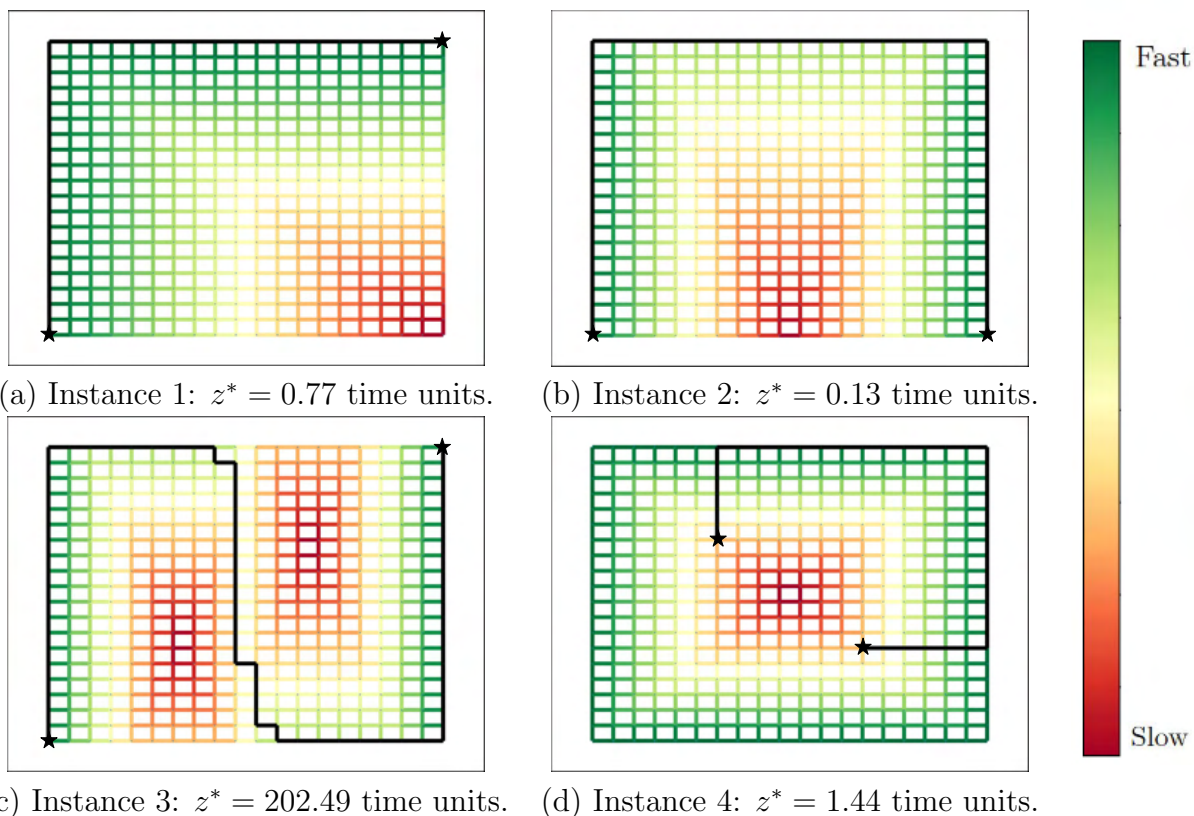 Fast
(a) Instance 1: z* = 0.77 time units.
(b) Instance 2: z* = 0.13 time units.
Slow
c) Instance 3: z* = 202.49 time units.
(d) Instance 4: z* = 1.44 time units.